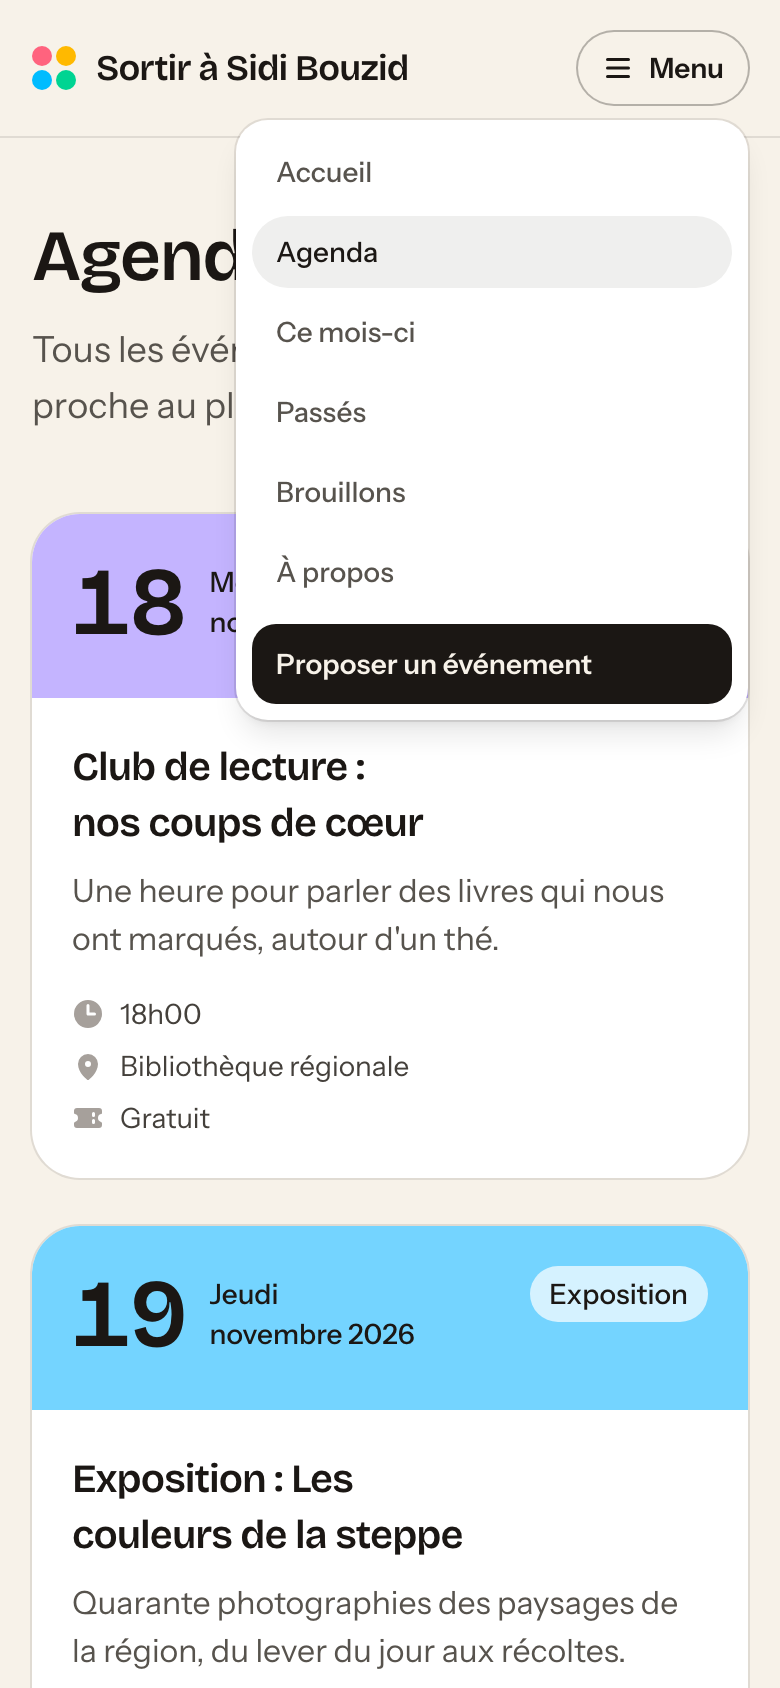 Sortir à Sidi Bouzid
Menu
Accueil
Agenda
Ce mois-ci
Passés
Brouillons
À propos
Proposer un événement
Tous les
proche au
18
Club de lecture :
nos coups de cœur
Une heure pour parler des livres qui nous
ont marqués, autour d'un thé.
18h00
Bibliothèque régionale
Gratuit
19
Jeudi
novembre 2026
Exposition
Exposition : Les
couleurs de la steppe
Quarante photographies des paysages de
la région, du lever du jour aux récoltes.